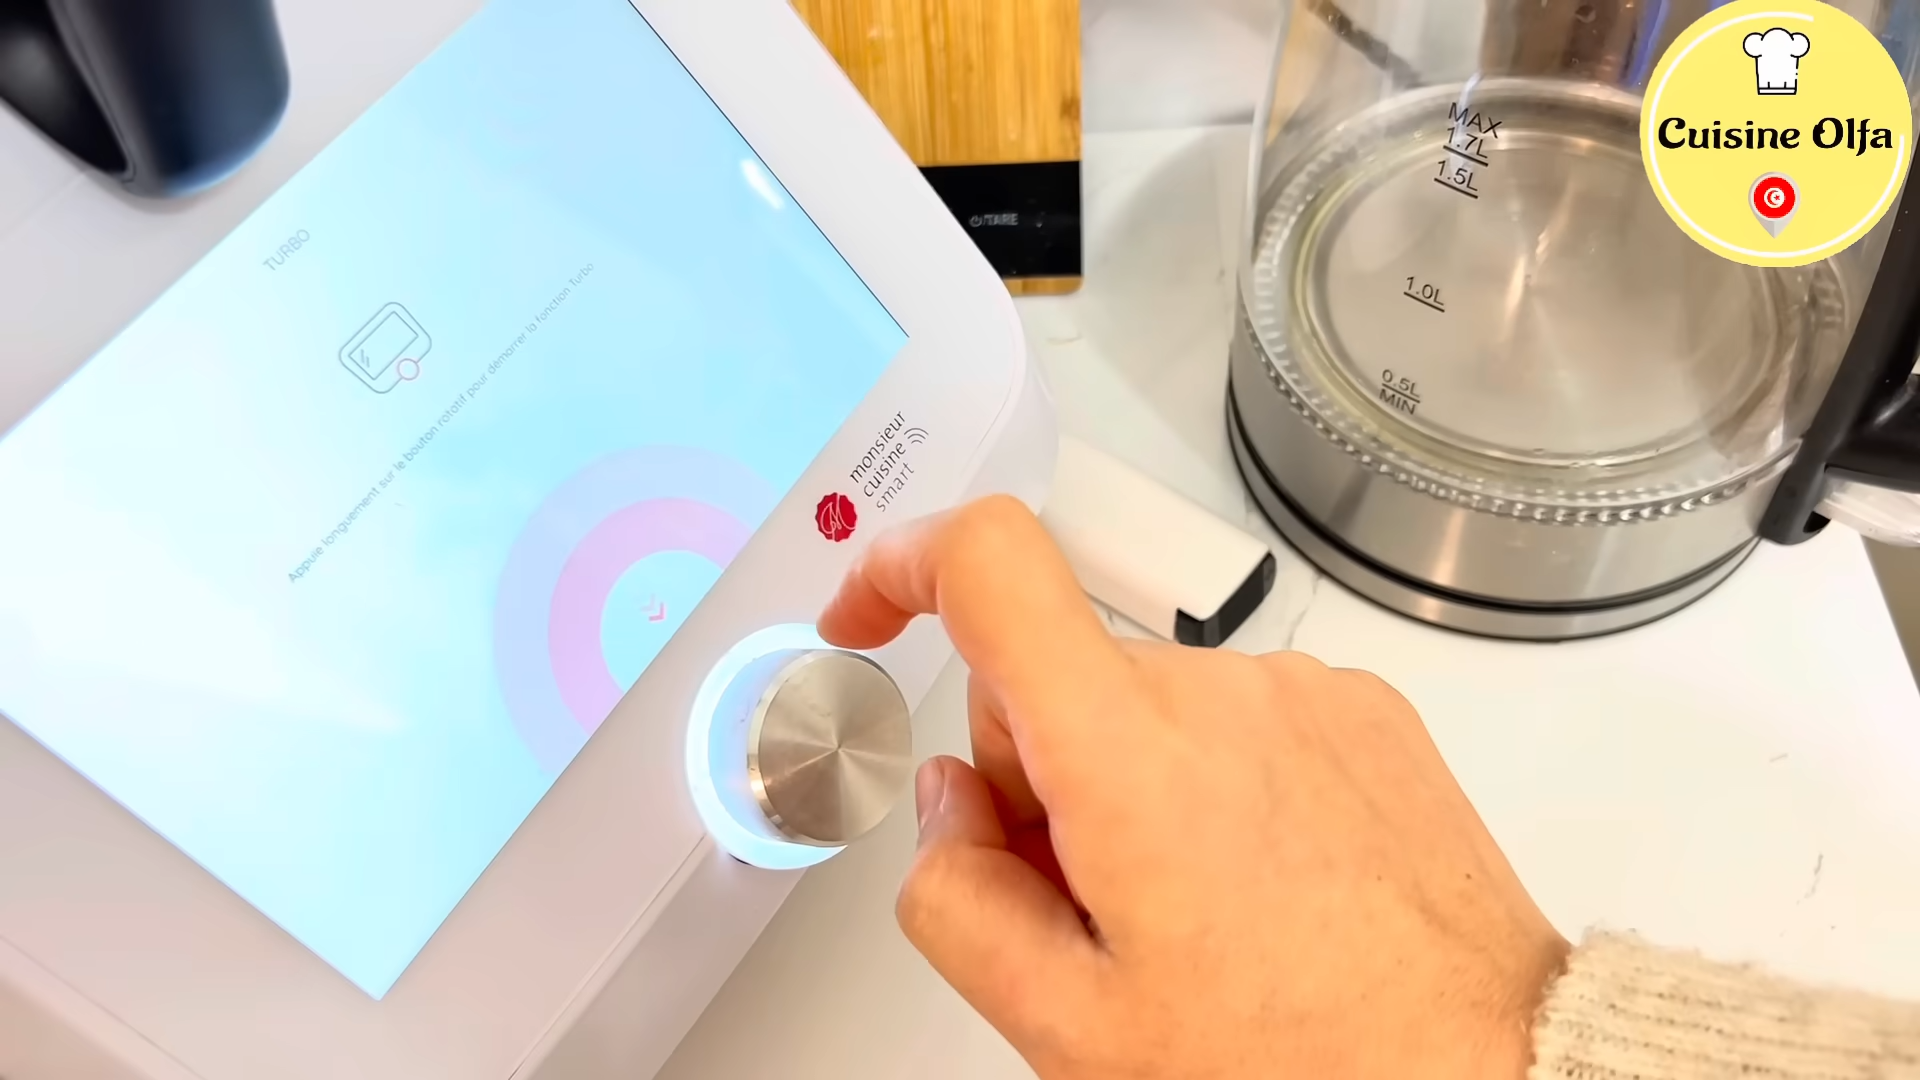 TURBO
Appuie longuement sur le bouton rotatif pour démarrer la fonction Turbo
monsieur
cuisine
smart
TARE
MAX
1.7L
1.5L
1.0L
0.5L
MIN
Cuisine Olfa